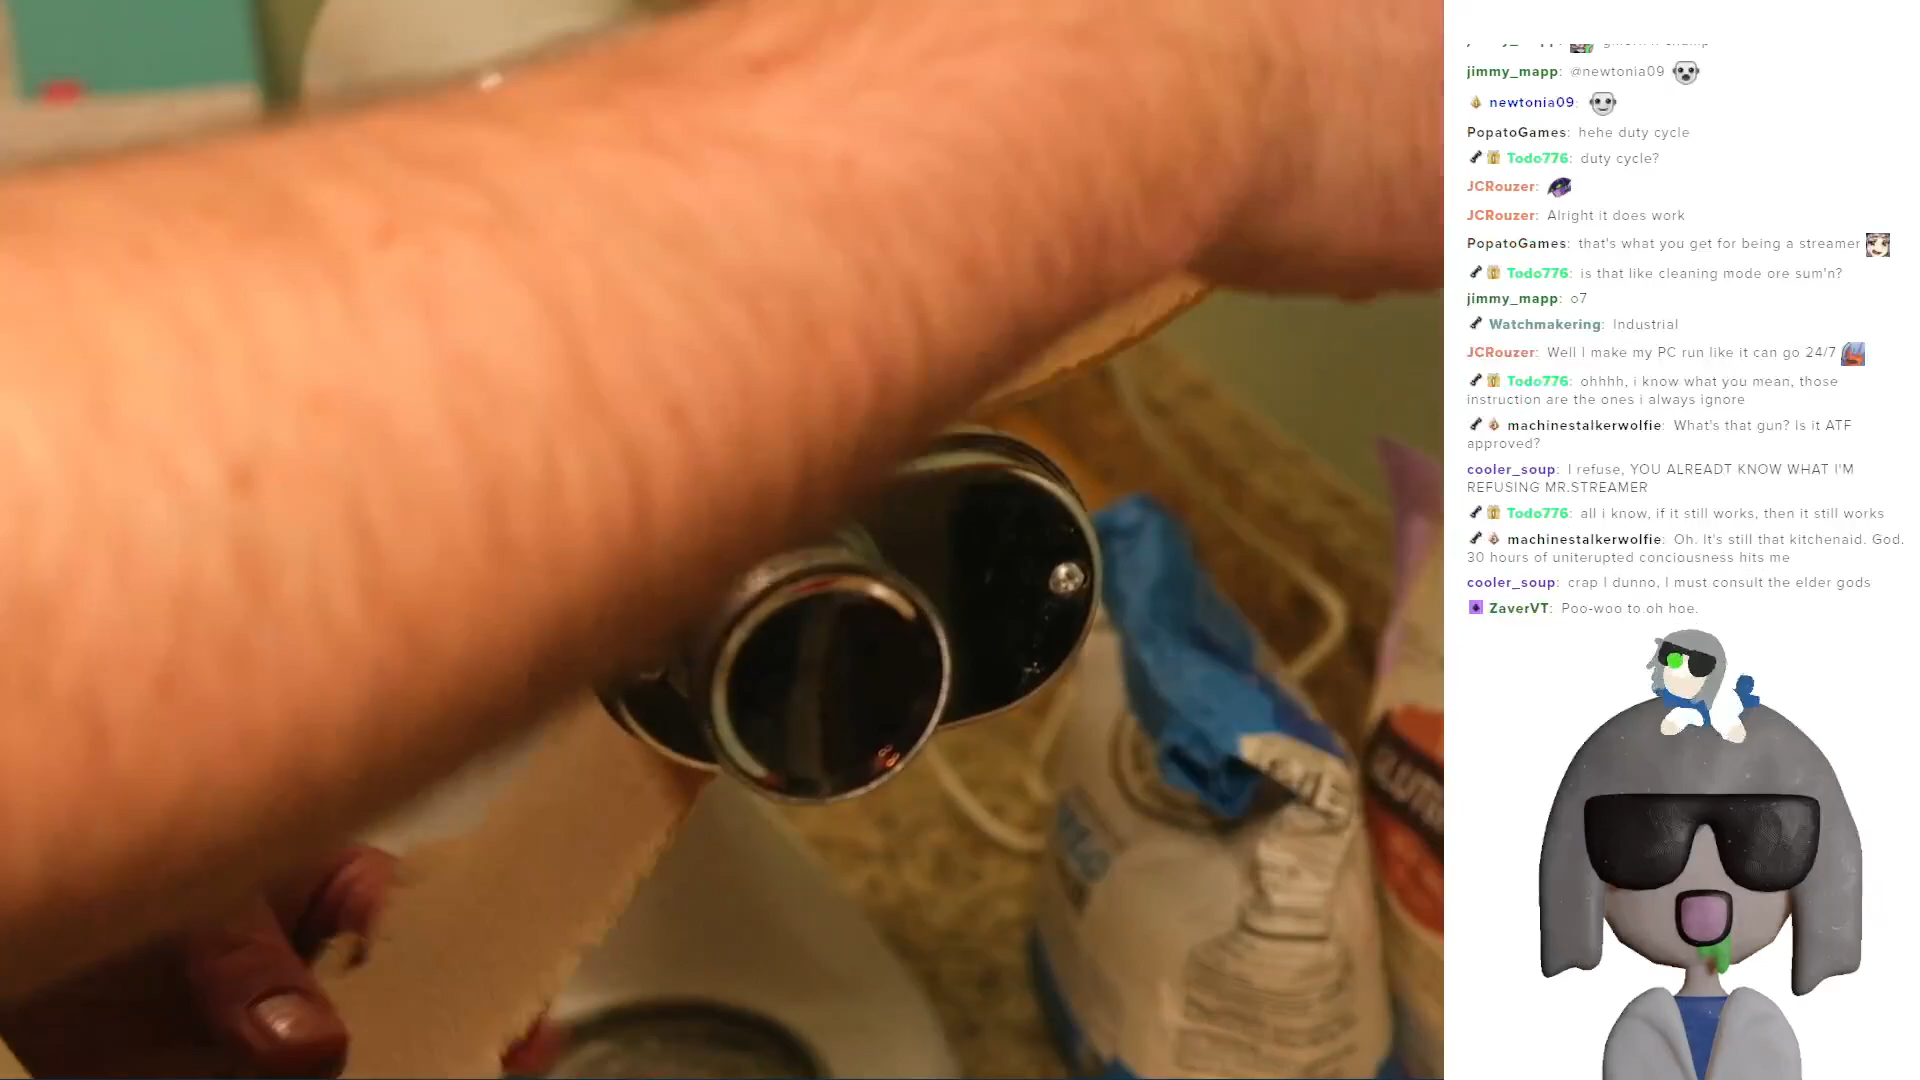 jimmy_mapp: @newtonia09
newtonia09:
PopatoGames: hehe duty cycle
Todo776: duty cycle?
JCRouzer:
JCRouzer: Alright it does work
PopatoGames: that's what you get for being a streamer
Todo776: is that like cleaning mode ore sum'n?
jimmy_mapp: o7
Watchmakering: Industrial
JCRouzer: Well I make my PC run like it can go 24/7
Todo776: ohhhh, i know what you mean, those
instruction are the ones i always ignore
machinestalkerwolfie: What's that gun? Is it ATF
approved?
cooler_soup: I refuse, YOU ALREADT KNOW WHAT I'M
REFUSING MR.STREAMER
Todo776: all i know, if it still works, then it still works
machinestalkerwolfie: Oh. It's still that kitchenaid. God.
30 hours of uniterupted conciousness hits me
cooler_soup: crap I dunno, I must consult the elder gods
ZaverVT: Poo-woo to oh hoe.